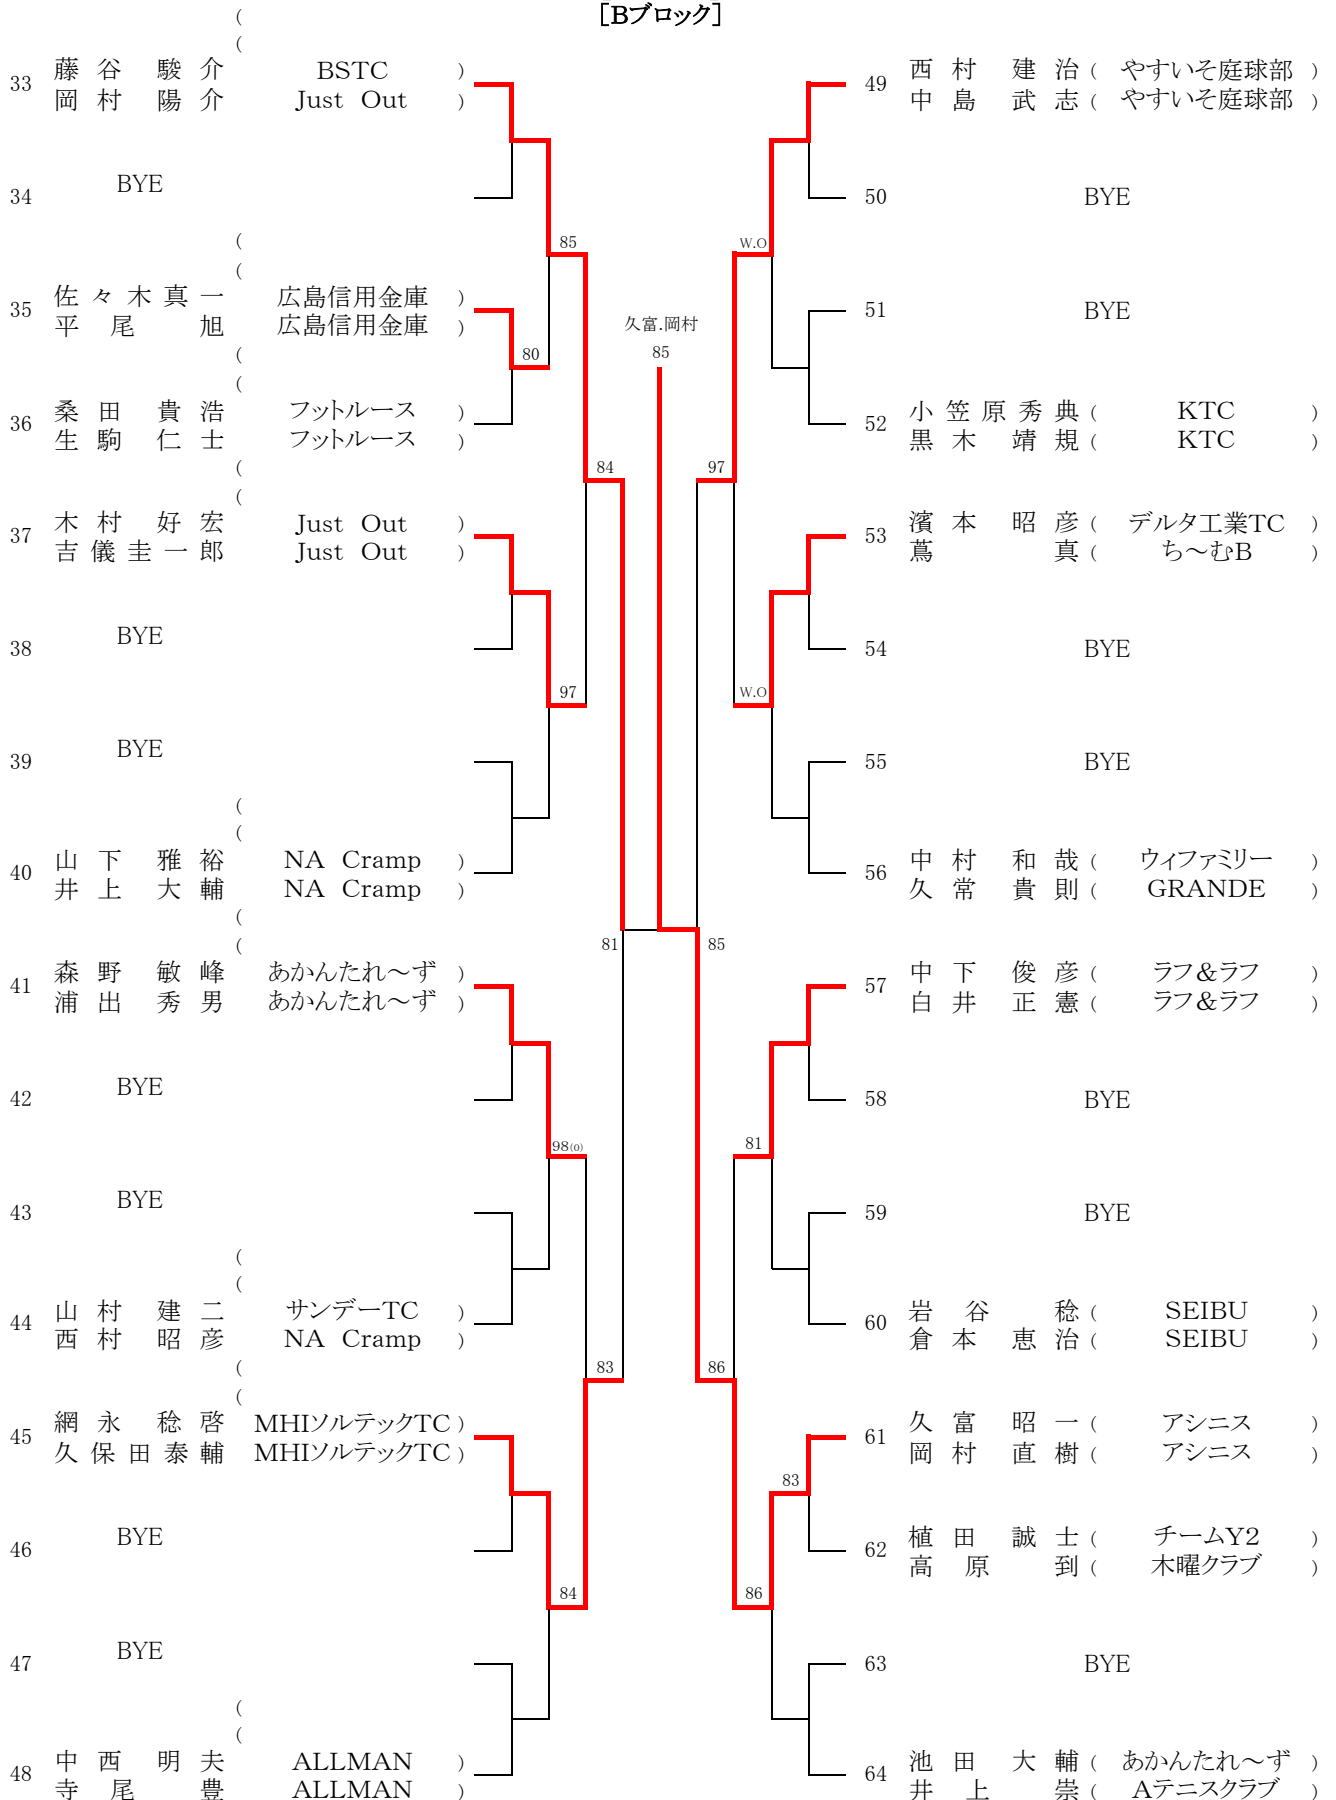 [Bブロック]
(
(
33 藤谷 駿介 BSTC )
岡村 陽介 Just Out )
34 BYE
(
(
35 佐々木真一 広島信用金庫 )
平尾 旭 広島信用金庫 )
(
(
36 桑田 貴浩 フットルース )
生駒 仁士 フットルース )
(
(
37 木村 好宏 Just Out )
吉儀圭一郎 Just Out )
38 BYE
39 BYE
(
(
40 山下 雅裕 NA Cramp )
井上 大輔 NA Cramp )
(
(
41 森野 敏峰 あかんたれ～ず )
浦出 秀男 あかんたれ～ず )
42 BYE
43 BYE
(
(
44 山村 建二 サンデーTC )
西村 昭彦 NA Cramp )
(
(
45 網永 稔啓 MHIソルテックTC )
久保田泰輔 MHIソルテックTC )
46 BYE
47 BYE
(
(
48 中西 明夫 ALLMAN )
寺尾 豊 ALLMAN )
85
80
84
97
81
98(0)
83
84
久富.岡村
85
W.O
97
W.O
85
81
86
83
86
49 西村 建治 ( やすいそ庭球部 )
中島 武志 ( やすいそ庭球部 )
50 BYE
51 BYE
52 小笠原秀典 ( KTC )
黒木 靖規 ( KTC )
53 濱本 昭彦 ( デルタ工業TC )
蔦 真 ( ち～むB )
54 BYE
55 BYE
56 中村 和哉 ( ウィファミリー )
久常 貴則 ( GRANDE )
57 中下 俊彦 ( ラフ&ラフ )
白井 正憲 ( ラフ&ラフ )
58 BYE
59 BYE
60 岩谷 稔 ( SEIBU )
倉本 恵治 ( SEIBU )
61 久富 昭一 ( アシニス )
岡村 直樹 ( アシニス )
62 植田 誠士 ( チームY2 )
高原 到 ( 木曜クラブ )
63 BYE
64 池田 大輔 ( あかんたれ～ず )
井上 崇 ( Aテニスクラブ )